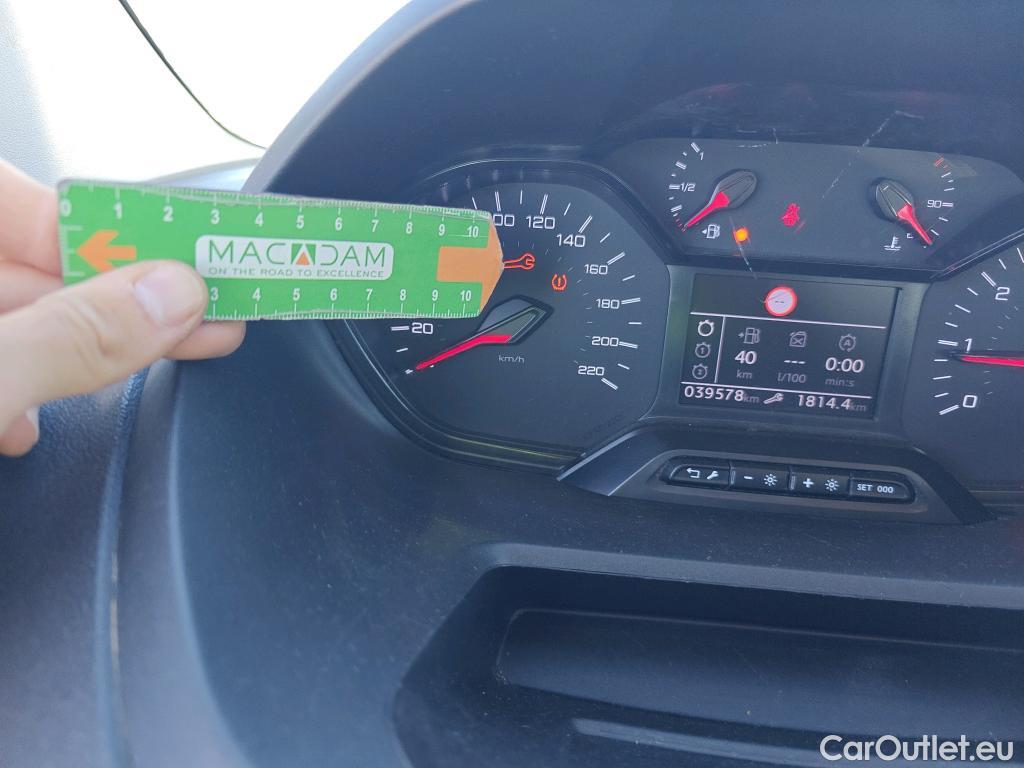 0 1 2 3 4 5 6 7 8 9 10
MACADAM
ON THE ROAD TO EXCELLENCE
3 4 5 6 7 8 9 10
20
120
140
160
180
200
220
km/h
1/2
90
40
km
---
l/100
0:00
min:s
039578km
1814.4km
1
2
A
2
1
0
SET 000
CarOutlet.eu